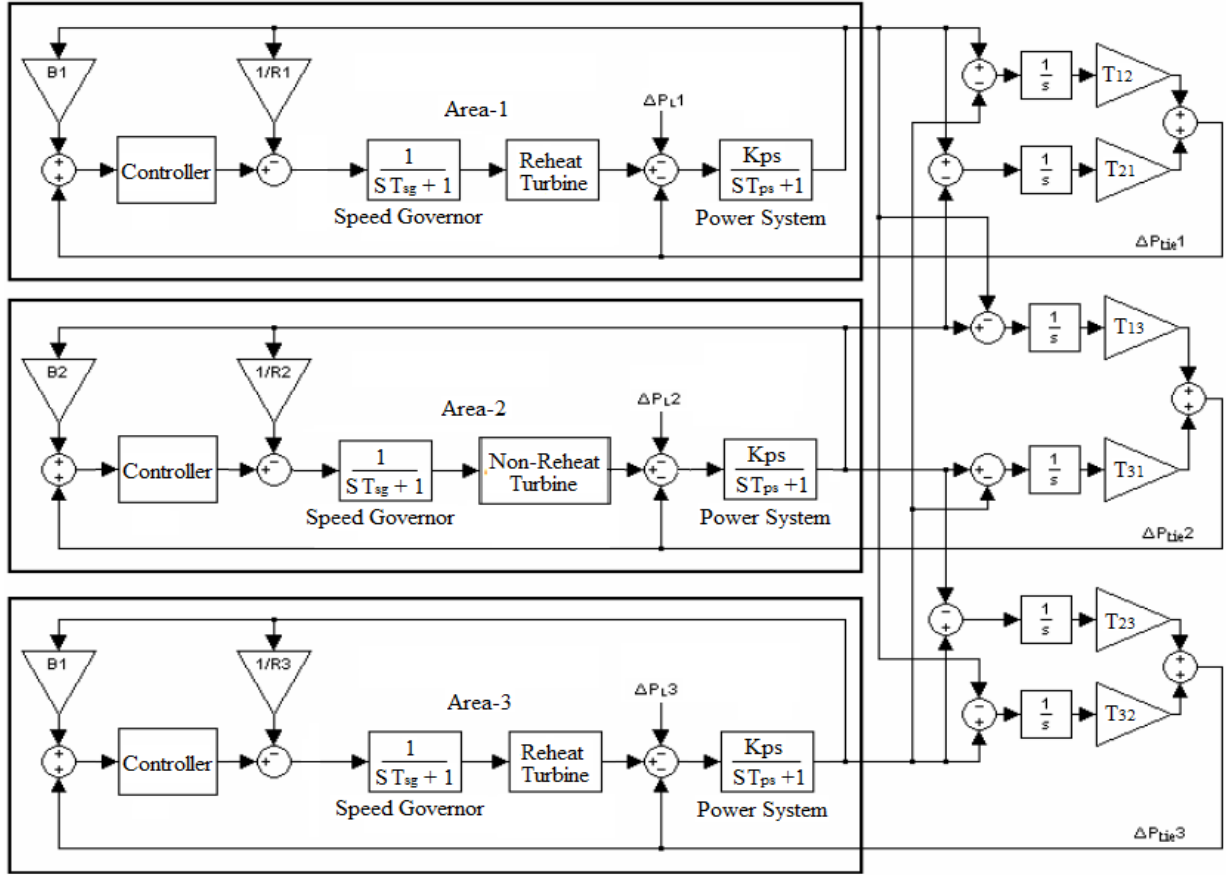 B1
1/R1
Area-1
ΔPL1
+
+
Controller
- -
1
STsg + 1
Speed Governor
Reheat
Turbine
+
-
-
Kps
STps +1
Power System
+
-
1
s
T12
+
-
1
s
T21
+
+
ΔPtie1
B2
1/R2
Area-2
ΔPL2
+
+
Controller
- -
1
STsg + 1
Speed Governor
Non-Reheat
Turbine
+
-
-
Kps
STps +1
Power System
+ -
1
s
T13
+
-
1
s
T31
+
+
ΔPtie2
B1
1/R3
Area-3
ΔPL3
+
+
Controller
- -
1
STsg + 1
Speed Governor
Reheat
Turbine
+
-
-
Kps
STps +1
Power System
-
+
1
s
T23
-
+
1
s
T32
+
+
ΔPtie3